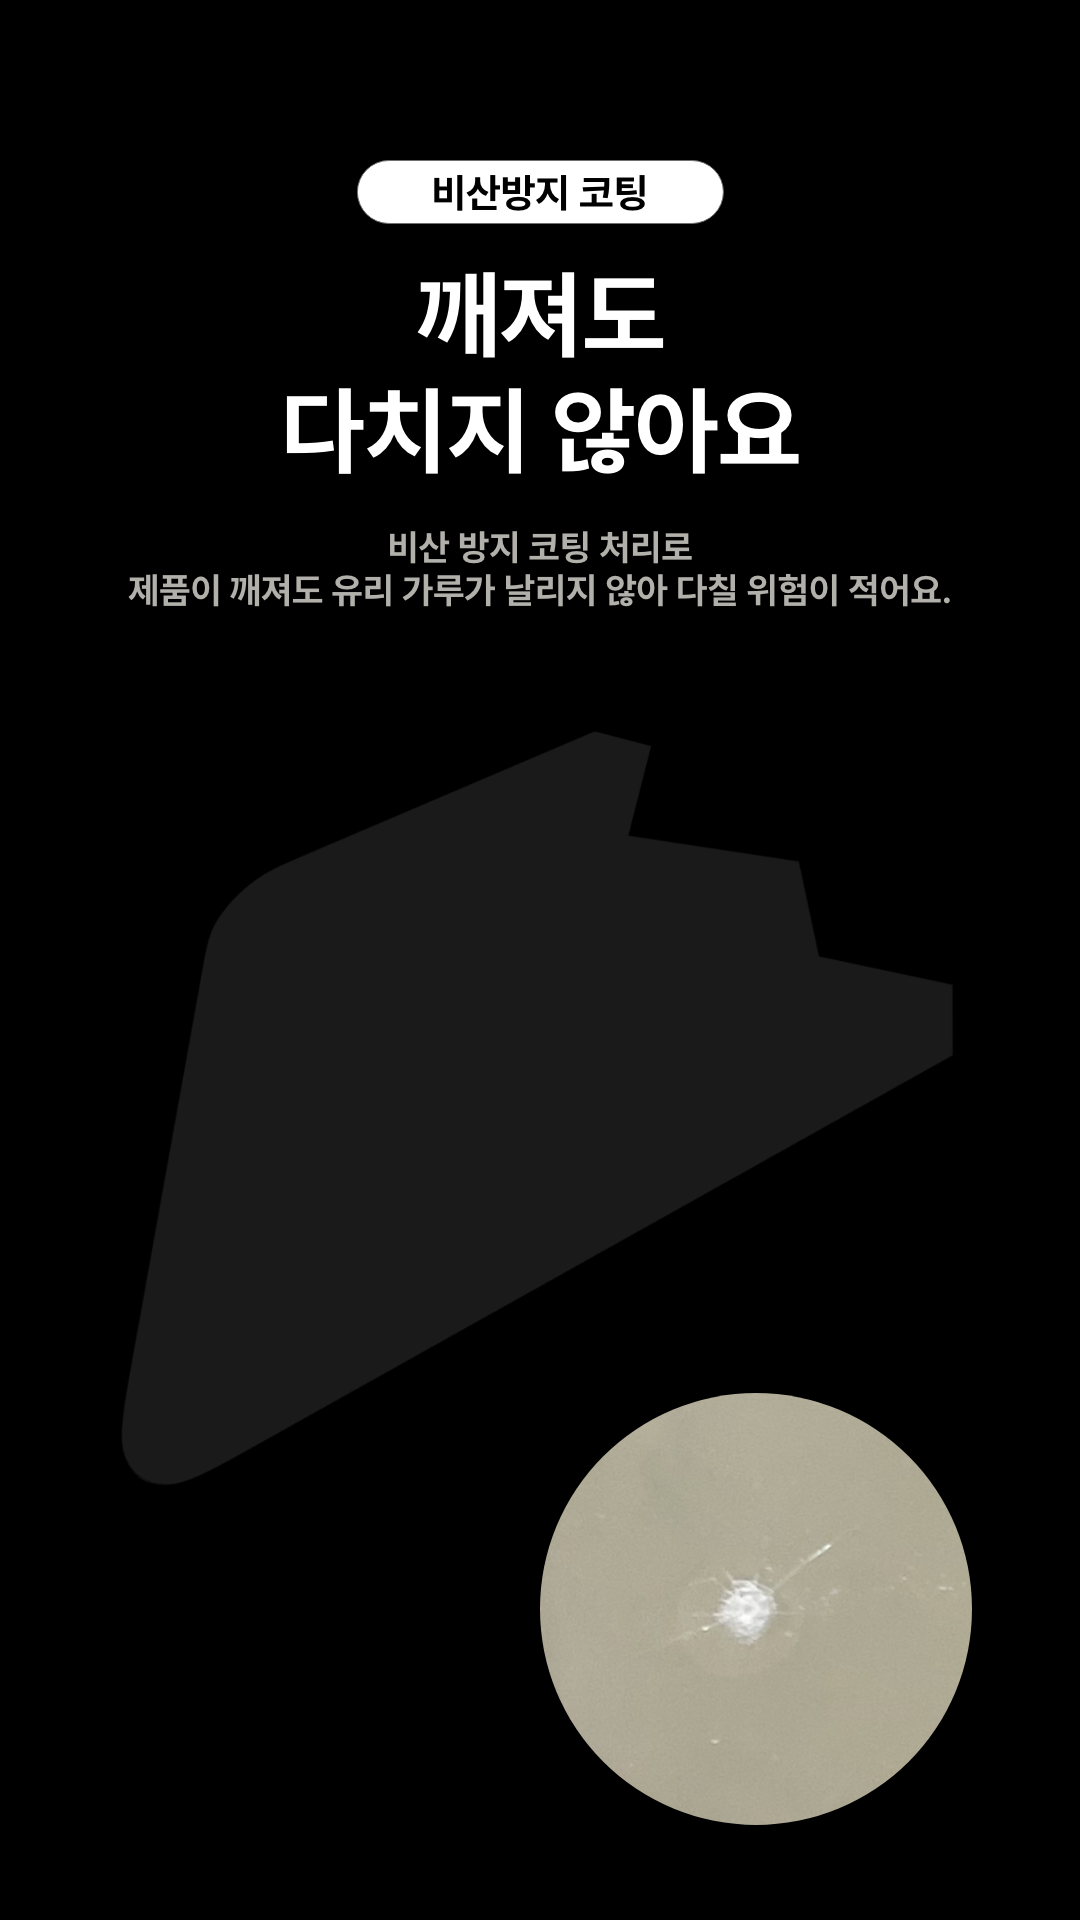 비산방지 코팅
깨져도
다치지 않아요
비산 방지 코팅 처리로
제품이 깨져도 유리 가루가 날리지 않아 다칠 위험이 적어요.